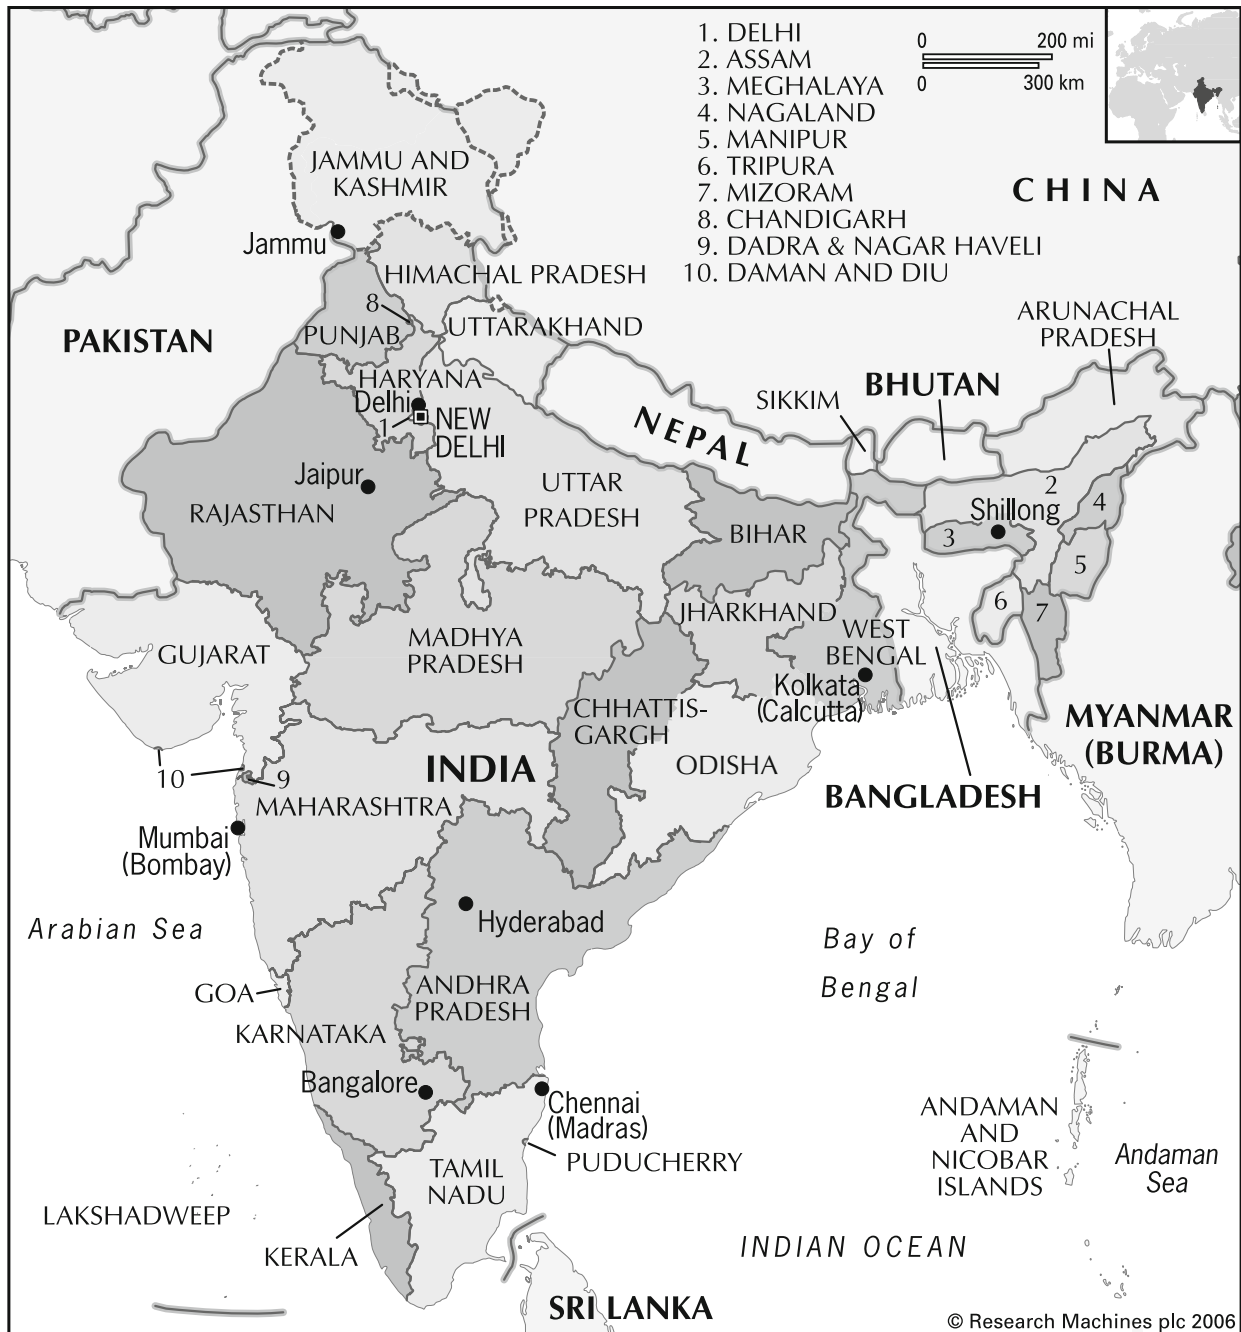 1. DELHI
2. ASSAM
3. MEGHALAYA
4. NAGALAND
5. MANIPUR
6. TRIPURA
7. MIZORAM
8. CHANDIGARH
9. DADRA & NAGAR HAVELI
10. DAMAN AND DIU
0 200 mi
0 300 km
CHINA
JAMMU AND
KASHMIR
Jammu
HIMACHAL PRADESH
8
PUNJAB
UTTARAKHAND
PAKISTAN
ARUNACHAL
PRADESH
HARYANA
Delhi
1
NEW
DELHI
NEPAL
SIKKIM
BHUTAN
Jaipur
RAJASTHAN
UTTAR
PRADESH
BIHAR
2
Shillong
3
4
5
6
7
JHARKHAND
WEST
BENGAL
Kolkata
(Calcutta)
GUJARAT
MADHYA
PRADESH
CHHATTIS-
GARGH
MYANMAR
(BURMA)
INDIA
ODISHA
10
9
BANGLADESH
MAHARASHTRA
Mumbai
(Bombay)
Arabian Sea
Hyderabad
Bay of
Bengal
GOA
ANDHRA
PRADESH
KARNATAKA
Bangalore
Chennai
(Madras)
PUDUCHERRY
ANDAMAN
AND
NICOBAR
ISLANDS
Andaman
Sea
TAMIL
NADU
LAKSHADWEEP
KERALA
INDIAN OCEAN
SRI LANKA
© Research Machines plc 2006